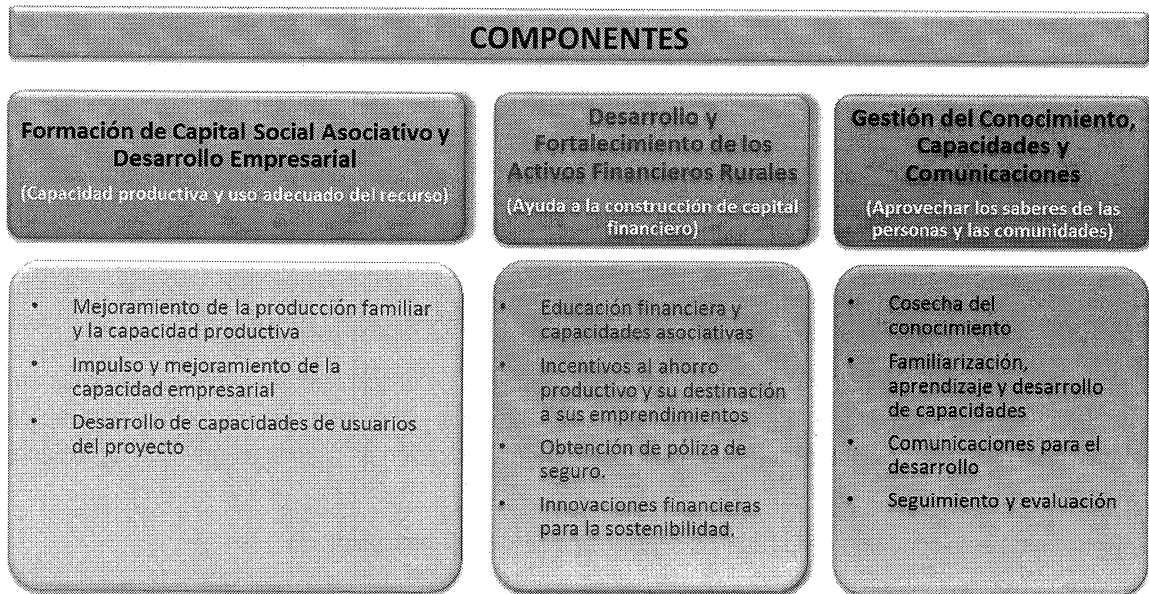 COMPONENTES
Formación de Capital Social Asociativo y
Desarrollo Empresarial
(Capacidad productiva y uso adecuado del recurso)
• Mejoramiento de la producción familiar
y la capacidad productiva
• Impulso y mejoramiento de la
capacidad empresarial
• Desarrollo de capacidades de usuarios
del proyecto
Desarrollo y
Fortalecimiento de los
Activos Financieros Rurales
(Ayuda a la construcción de capital
financiero)
• Educación financiera y
capacidades asociativas
• Incentivos al ahorro
productivo y su destinación
a sus emprendimientos
• Obtención de póliza de
seguro.
• Innovaciones financieras
para la sostenibilidad.
Gestión del Conocimiento,
Capacidades y
Comunicaciones
(Aprovechar los saberes de las
personas y las comunidades)
• Cosecha del
conocimiento
• Familiarización,
aprendizaje y desarrollo
de capacidades
• Comunicaciones para el
desarrollo
• Seguimiento y evaluación